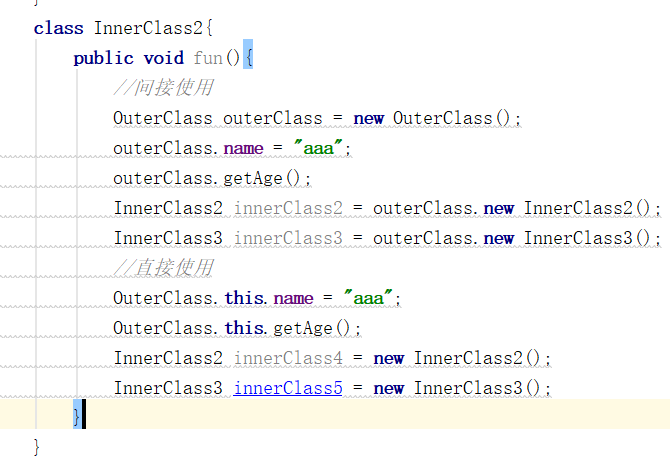 }
class InnerClass2{
public void fun(){
//间接使用
OuterClass outerClass = new OuterClass();
outerClass.name = "aaa";
outerClass.getAge();
InnerClass2 innerClass2 = outerClass.new InnerClass2();
InnerClass3 innerClass3 = outerClass.new InnerClass3();
//直接使用
OuterClass.this.name = "aaa";
OuterClass.this.getAge();
InnerClass2 innerClass4 = new InnerClass2();
InnerClass3 innerClass5 = new InnerClass3();
}
}